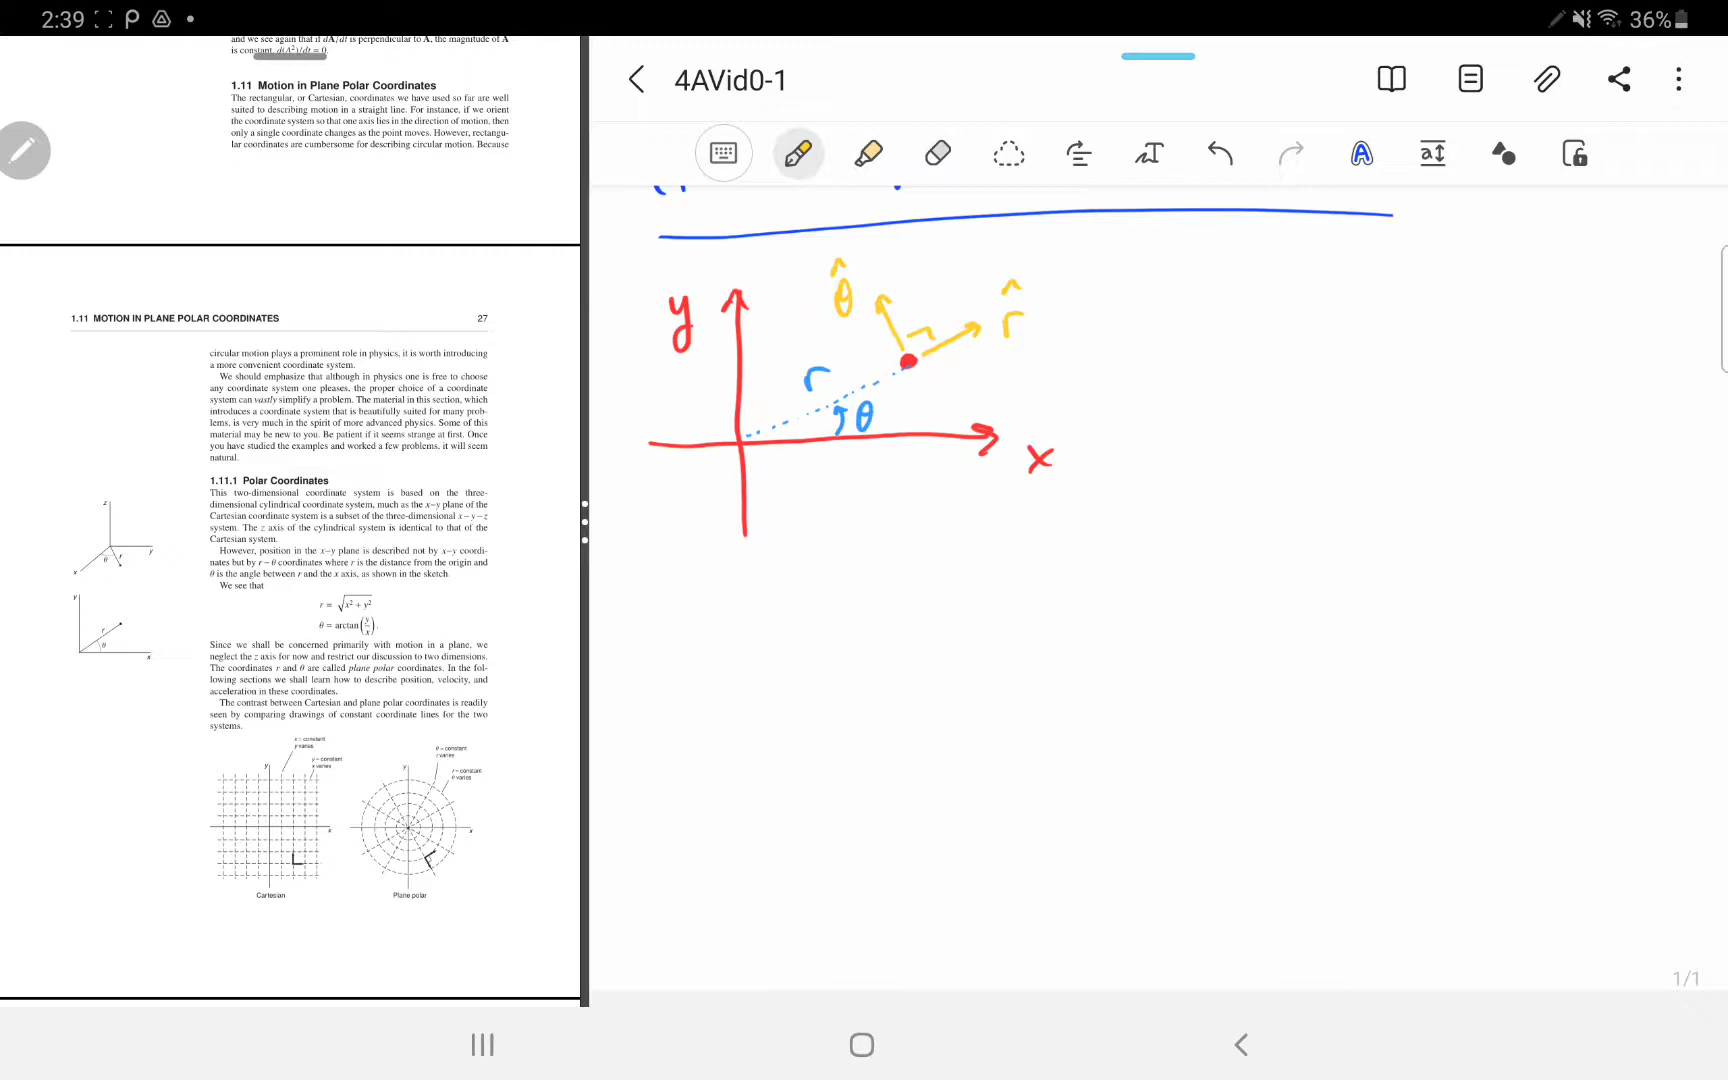 2:39
36%
and we see again that if dA/dt is perpendicular to A, the magnitude of A
is constant. d(A²)/dt = 0.
1.11 Motion in Plane Polar Coordinates
The rectangular, or Cartesian, coordinates we have used so far are well
suited to describing motion in a straight line. For instance, if we orient
the coordinate system so that one axis lies in the direction of motion, then
only a single coordinate changes as the point moves. However, rectangu-
lar coordinates are cumbersome for describing circular motion. Because
1.11 MOTION IN PLANE POLAR COORDINATES 27
circular motion plays a prominent role in physics, it is worth introducing
a more convenient coordinate system.
We should emphasize that although in physics one is free to choose
any coordinate system one pleases, the proper choice of a coordinate
system can vastly simplify a problem. The material in this section, which
introduces a coordinate system that is beautifully suited for many prob-
lems, is very much in the spirit of more advanced physics. Some of this
material may be new to you. Be patient if it seems strange at first. Once
you have studied the examples and worked a few problems, it will seem
natural.
1.11.1 Polar Coordinates
This two-dimensional coordinate system is based on the three-
dimensional cylindrical coordinate system, much as the x–y plane of the
Cartesian coordinate system is a subset of the three-dimensional x–y–z
system. The z axis of the cylindrical system is identical to that of the
Cartesian system.
However, position in the x–y plane is described not by x–y coordi-
nates but by r–θ coordinates where r is the distance from the origin and
θ is the angle between r and the x axis, as shown in the sketch.
We see that
r = √x² + y²
θ = arctan(y/x).
Since we shall be concerned primarily with motion in a plane, we
neglect the z axis for now and restrict our discussion to two dimensions.
The coordinates r and θ are called plane polar coordinates. In the fol-
lowing sections we shall learn how to describe position, velocity, and
acceleration in these coordinates.
The contrast between Cartesian and plane polar coordinates is readily
seen by comparing drawings of constant coordinate lines for the two
systems.
z
y
θ
r
x
y
r
θ
x
x = constant
y varies
y = constant
x varies
y
x
Cartesian
θ = constant
r varies
r = constant
θ varies
y
x
Plane polar
4AVid0-1
y
θ̂
r̂
r
θ
x
1/1